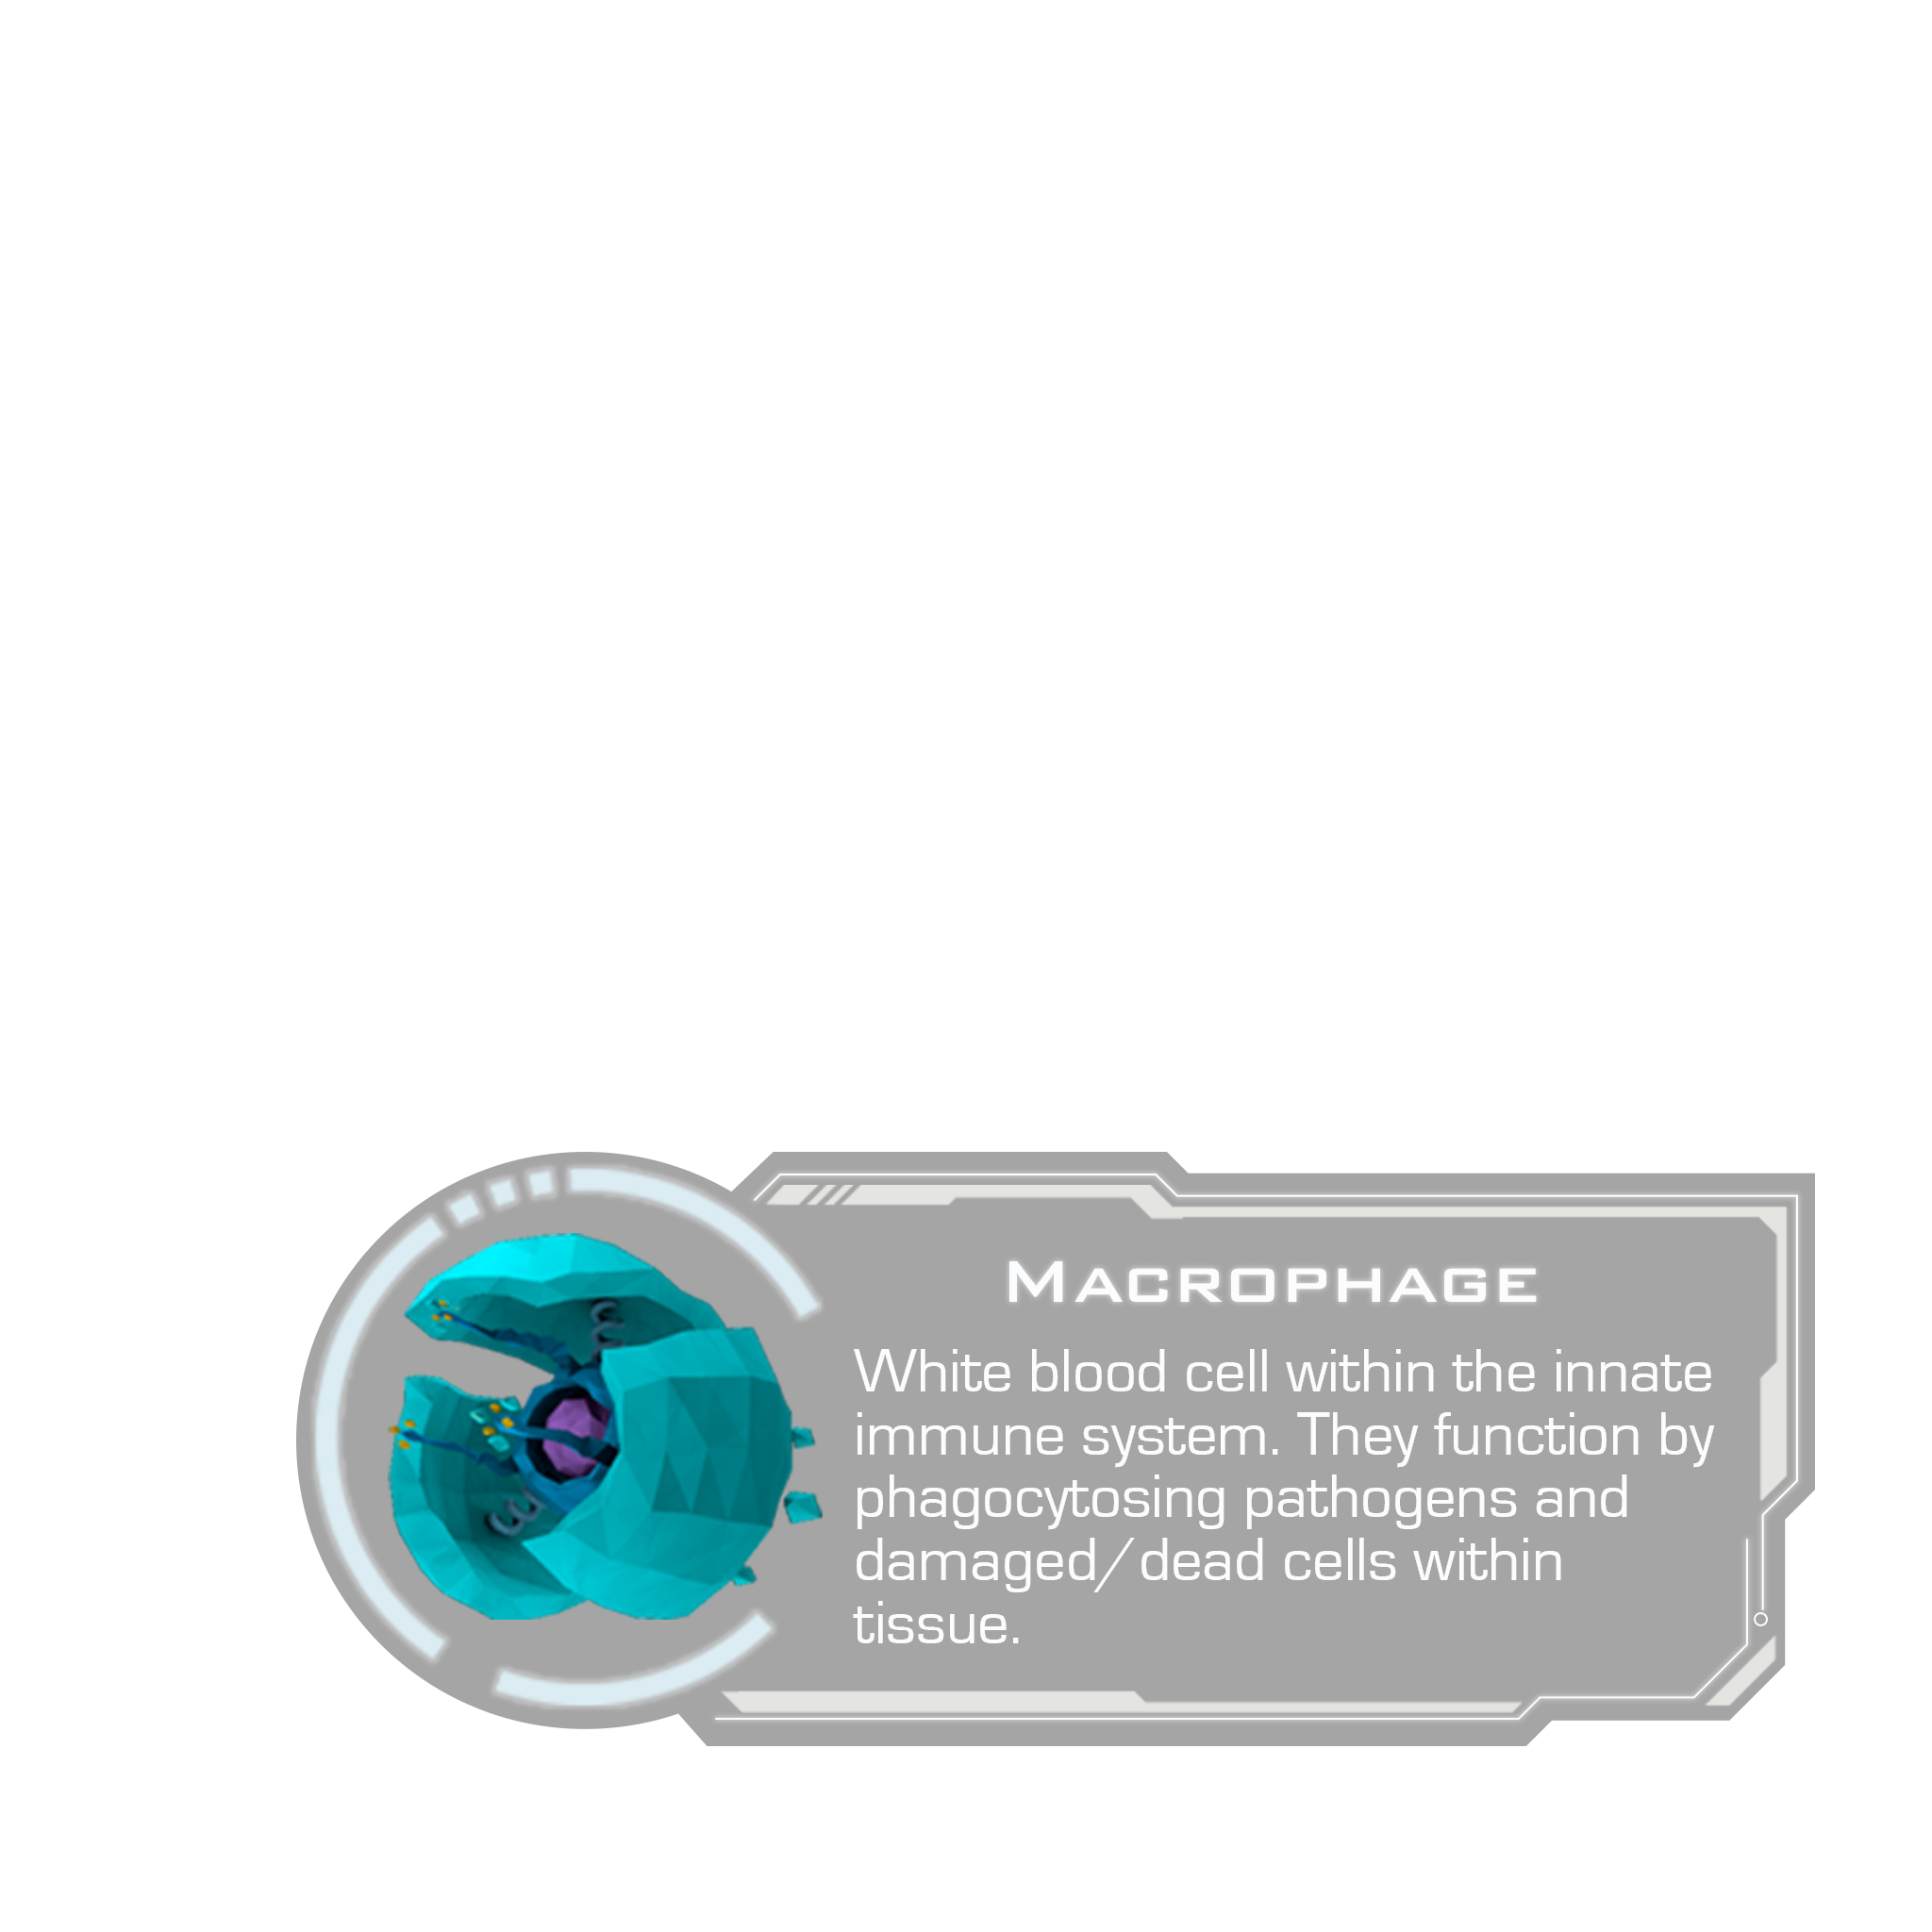 MACROPHAGE
White blood cell within the innate
immune system. They function by
phagocytosing pathogens and
damaged/dead cells within
tissue.